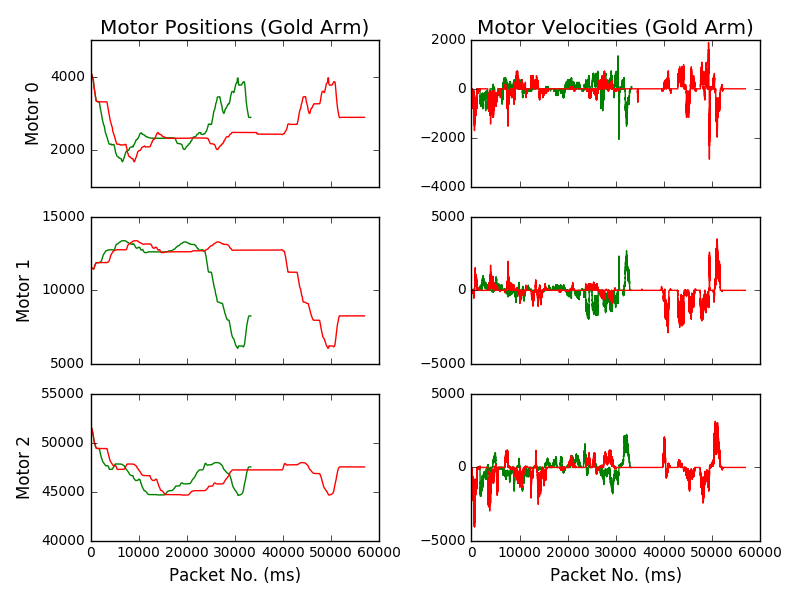 Motor Positions (Gold Arm)
Motor Velocities (Gold Arm)
Motor 0
4000
2000
2000
0
−2000
−4000
Motor 1
15000
10000
5000
5000
0
−5000
Motor 2
55000
50000
45000
40000
5000
0
−5000
0 10000 20000 30000 40000 50000 60000
0 10000 20000 30000 40000 50000 60000
Packet No. (ms)
Packet No. (ms)